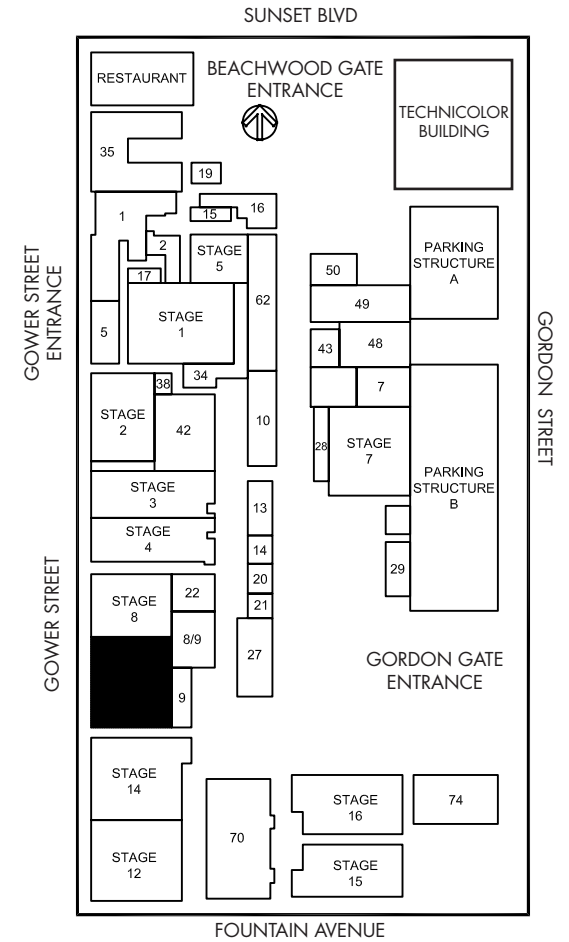 SUNSET BLVD
RESTAURANT
BEACHWOOD GATE
ENTRANCE
TECHNICOLOR
BUILDING
35
19
16
15
1
2
STAGE
5
17
62
PARKING
STRUCTURE
A
50
49
GOWER STREET
ENTRANCE
5
STAGE
1
43
48
GORDON STREET
34
38
7
STAGE
2
42
10
28
STAGE
7
PARKING
STRUCTURE
B
STAGE
3
13
STAGE
4
14
29
20
GOWER STREET
STAGE
8
22
21
8/9
27
GORDON GATE
ENTRANCE
9
STAGE
14
STAGE
16
74
70
STAGE
12
STAGE
15
FOUNTAIN AVENUE